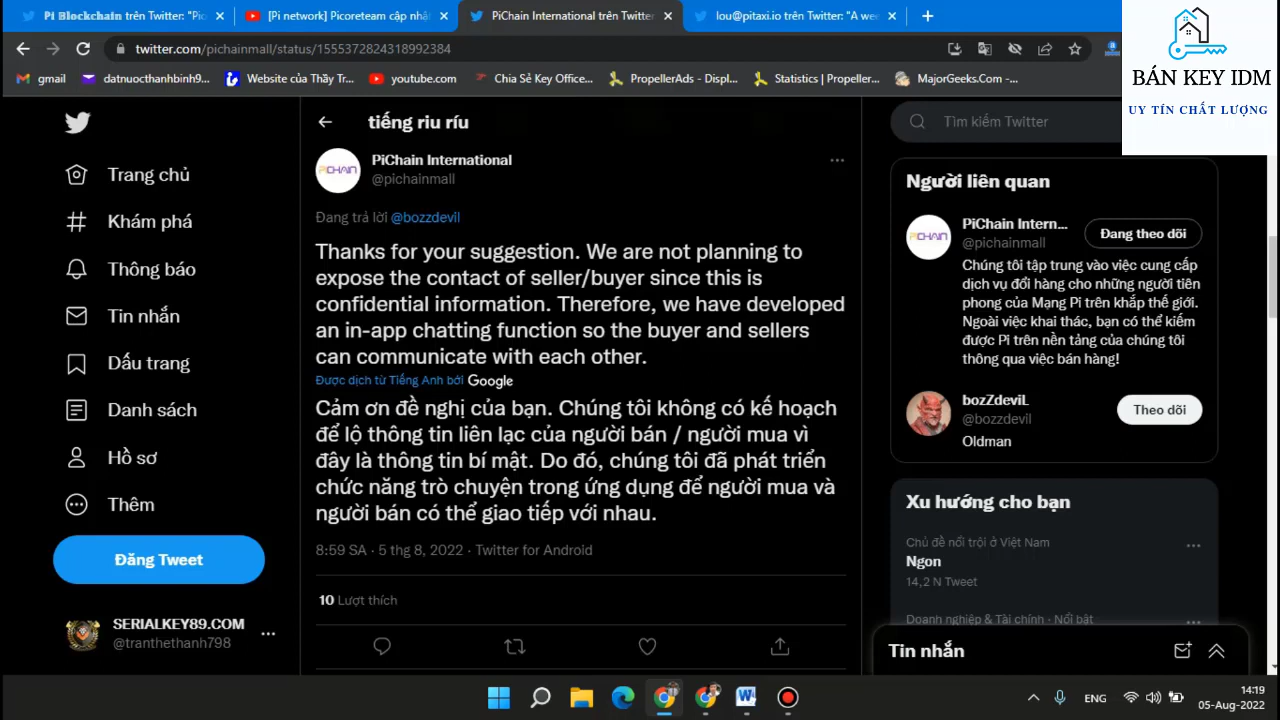 Pi Blockchain trên Twitter: "Pic
[Pi network] Picoreteam cập nhậ
PiChain International trên Twitter
lou@pitaxi.io trên Twitter: "A wee
twitter.com/pichainmall/status/1555372824318992384
gmail
datnuocthanhbinh9...
Website của Thầy Tr...
youtube.com
Chia Sẻ Key Office...
PropellerAds - Displ...
Statistics | Propeller...
MajorGeeks.Com -...
BÁN KEY IDM
UY TÍN CHẤT LƯỢNG
Trang chủ
Khám phá
Thông báo
Tin nhắn
Dấu trang
Danh sách
Hồ sơ
Thêm
Đăng Tweet
SERIALKEY89.COM
@tranthethanh798
tiếng riu ríu
PiCHAIN
PiChain International
@pichainmall
Đang trả lời @bozzdevil
Thanks for your suggestion. We are not planning to
expose the contact of seller/buyer since this is
confidential information. Therefore, we have developed
an in-app chatting function so the buyer and sellers
can communicate with each other.
Được dịch từ Tiếng Anh bởi Google
Cảm ơn đề nghị của bạn. Chúng tôi không có kế hoạch
để lộ thông tin liên lạc của người bán / người mua vì
đây là thông tin bí mật. Do đó, chúng tôi đã phát triển
chức năng trò chuyện trong ứng dụng để người mua và
người bán có thể giao tiếp với nhau.
8:59 SA · 5 thg 8, 2022 · Twitter for Android
10 Lượt thích
Tìm kiếm Twitter
Người liên quan
PiCHAIN
PiChain Intern...
@pichainmall
Đang theo dõi
Chúng tôi tập trung vào việc cung cấp
dịch vụ đổi hàng cho những người tiên
phong của Mạng Pi trên khắp thế giới.
Ngoài việc khai thác, bạn có thể kiếm
được Pi trên nền tảng của chúng tôi
thông qua việc bán hàng!
bozZdeviL
@bozzdevil
Theo dõi
Oldman
Xu hướng cho bạn
Chủ đề nổi trội ở Việt Nam
Ngon
14,2 N Tweet
Doanh nghiệp & Tài chính · Nổi bật
Tin nhắn
ENG
14:19
05-Aug-2022